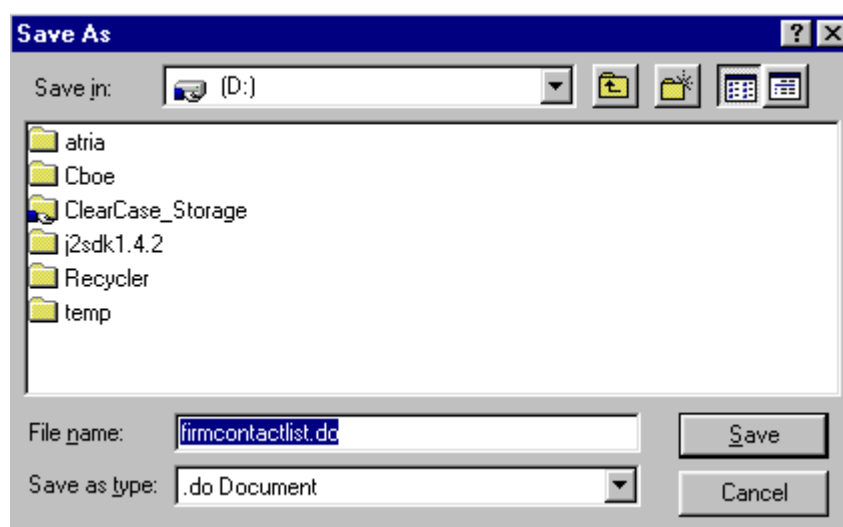 Save As
Save in: (D:)
atria
Cboe
ClearCase_Storage
j2sdk1.4.2
Recycler
temp
File name: firmcontactlist.do Save
Save as type: .do Document Cancel